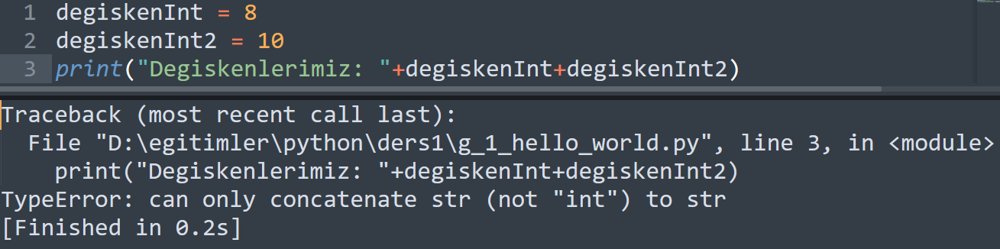 1 degiskenInt = 8
2 degiskenInt2 = 10
3 print("Degiskenlerimiz: "+degiskenInt+degiskenInt2)
Traceback (most recent call last):
  File "D:\egitimler\python\ders1\g_1_hello_world.py", line 3, in <module>
    print("Degiskenlerimiz: "+degiskenInt+degiskenInt2)
TypeError: can only concatenate str (not "int") to str
[Finished in 0.2s]